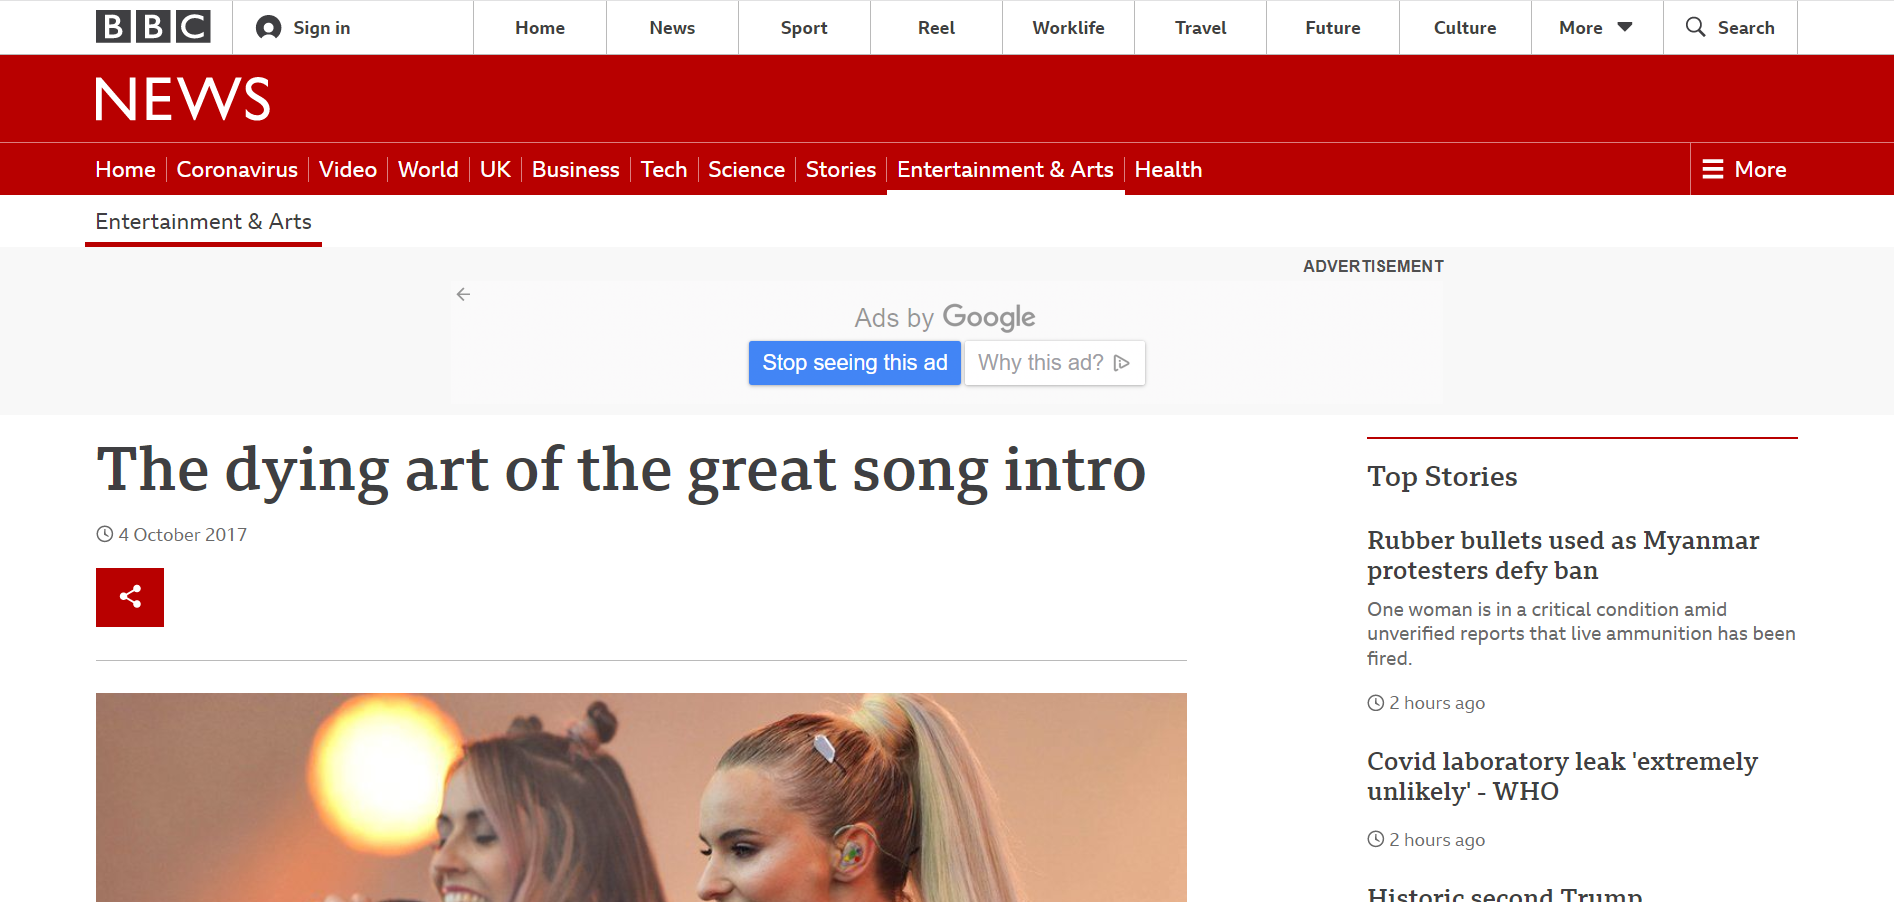 BBC Sign in Home News Sport Reel Worklife Travel Future Culture More Search
NEWS
Home Coronavirus Video World UK Business Tech Science Stories Entertainment & Arts Health More
Entertainment & Arts
ADVERTISEMENT
Ads by Google
Stop seeing this ad Why this ad?
The dying art of the great song intro
4 October 2017
Top Stories
Rubber bullets used as Myanmar
protesters defy ban
One woman is in a critical condition amid
unverified reports that live ammunition has been
fired.
2 hours ago
Covid laboratory leak 'extremely
unlikely' - WHO
2 hours ago
Historic second Trump